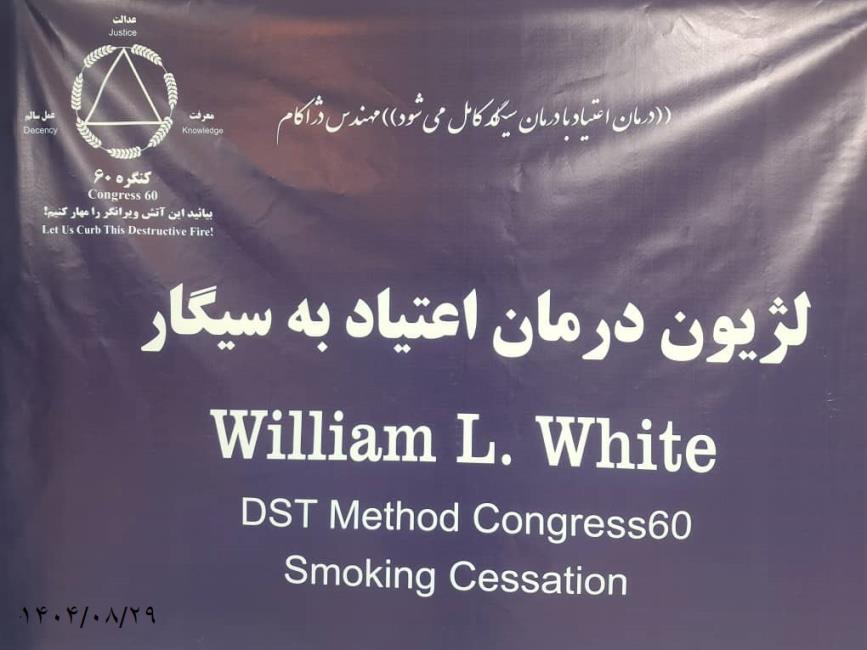 عدالت
Justice
عمل سالم
Decency
معرفت
Knowledge
کنگره ۶۰
Congress 60
بیائید این آتش ویرانگر را مهار کنیم!
Let Us Curb This Destructive Fire!
((درمان اعتیاد با درمان سیگار کامل می شود)) مهندس دژاکام
لژیون درمان اعتیاد به سیگار
William L. White
DST Method Congress60
Smoking Cessation
۱۴۰۴/۰۸/۲۹